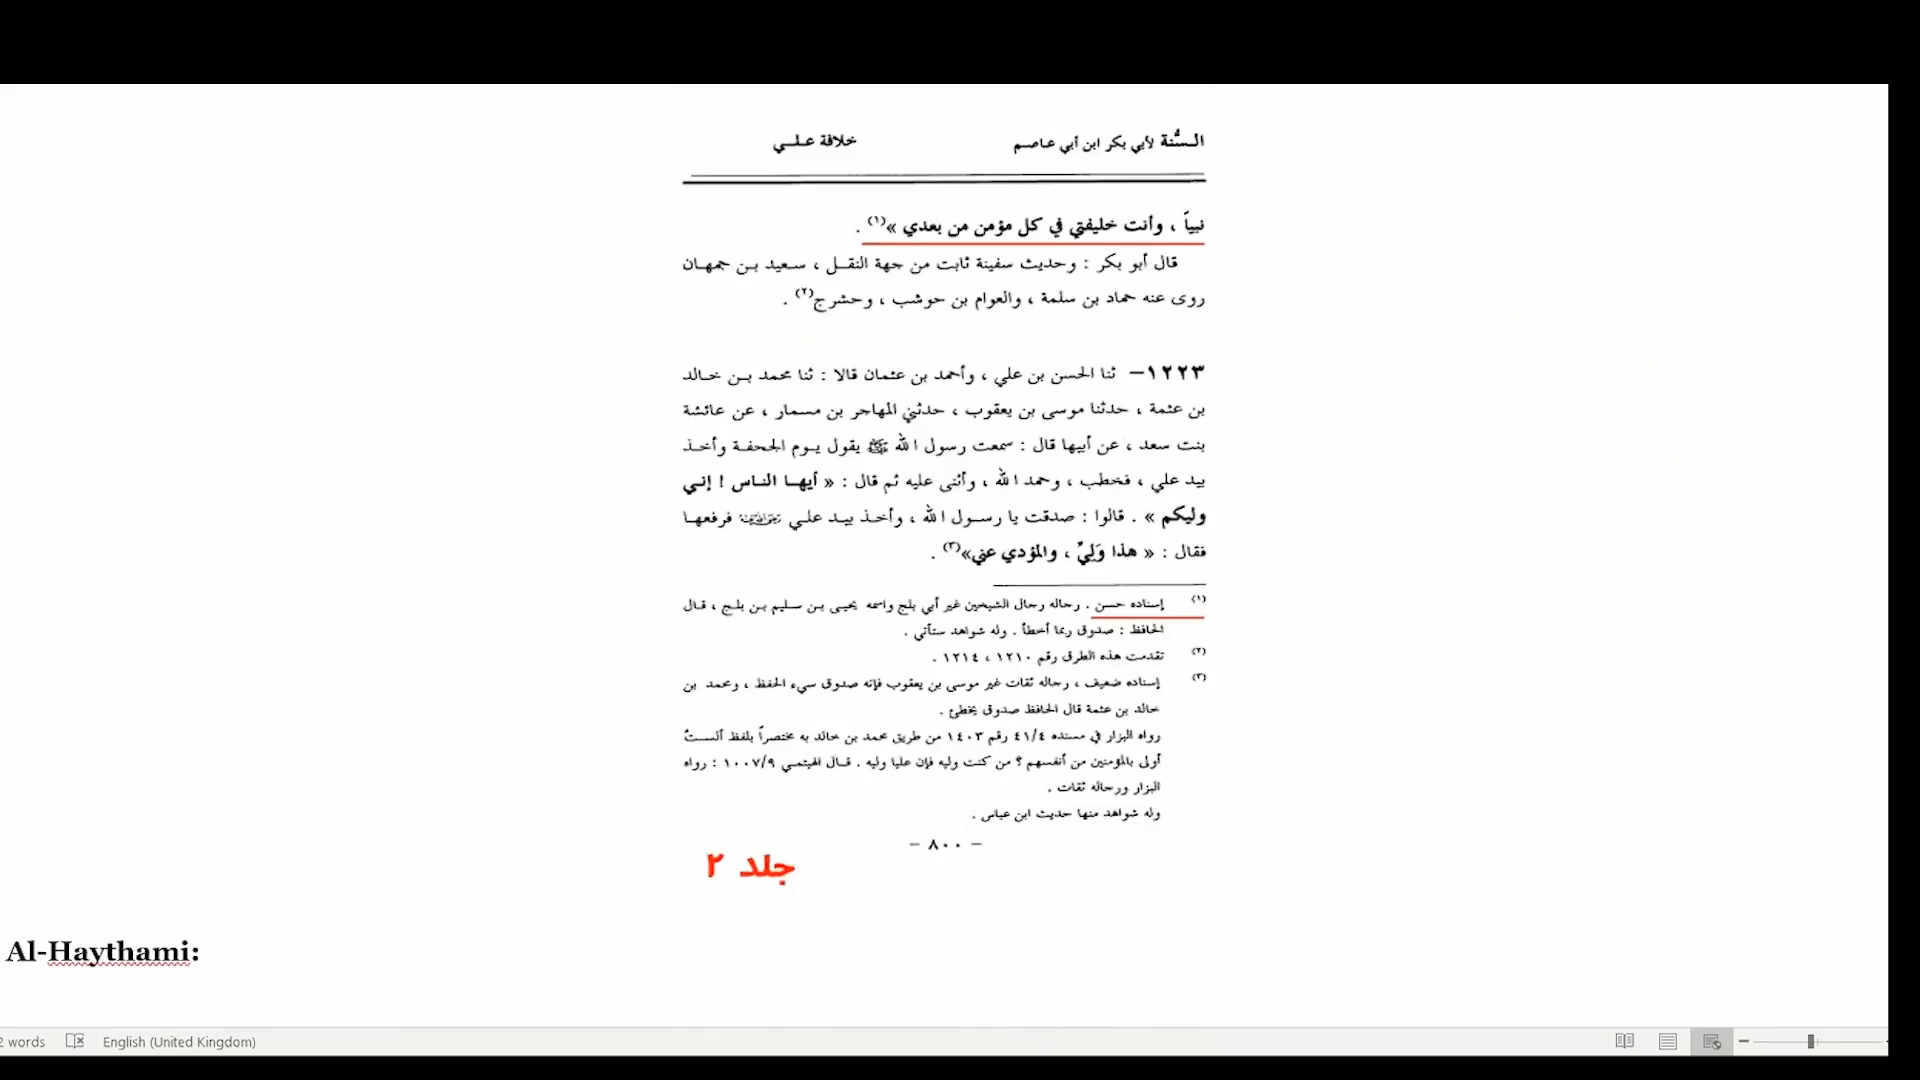 السُّنة لأبي بكر ابن أبي عاصم خلافة علي
نبياً ، وأنت خليفتي في كل مؤمن من بعدي »(١) .
قال أبو بكر : وحديث سفينة ثابت من جهة النقل ، سعيد بن جمهان
روى عنه حماد بن سلمة ، والعوام بن حوشب ، وحشرج(٢) .
١٢٢٣– ثنا الحسن بن علي ، وأحمد بن عثمان قالا : ثنا محمد بن خالد
بن عثمة ، حدثنا موسى بن يعقوب ، حدثني المهاجر بن مسمار ، عن عائشة
بنت سعد ، عن أبيها قال : سمعت رسول الله ﷺ يقول يوم الجحفة وأخذ
بيد علي ، فخطب ، وحمد الله ، وأثنى عليه ثم قال : « أيها الناس ! إني
وليكم » . قالوا : صدقت يا رسول الله ، وأخذ بيد علي فرفعها
فقال : « هذا وَلِيِّ ، والمؤدي عني»(٣) .
(١) إسناده حسن . رجاله رجال الشيخين غير أبي بلج واسمه يحيى بن سليم بن بلج ، قال
الحافظ : صدوق ربما أخطأ . وله شواهد ستأتي .
(٢) تقدمت هذه الطرق رقم ١٢١٠ ، ١٢١٤ .
(٣) إسناده ضعيف ، رجاله ثقات غير موسى بن يعقوب فإنه صدوق سيء الحفظ ، ومحمد بن
خالد بن عثمة قال الحافظ صدوق يخطئ .
رواه البزار في مسنده ٤١/٤ رقم ١٤٠٣ من طريق محمد بن خالد به مختصراً بلفظ ألستُ
أولى بالمؤمنين من أنفسهم ؟ من كنت وليه فإن عليا وليه . قال الهيثمي ١٠٠٧/٩ : رواه
البزار ورجاله ثقات .
وله شواهد منها حديث ابن عباس .
– ٨٠٠ –
جلد ٢
Al-Haythami:
2 words English (United Kingdom)